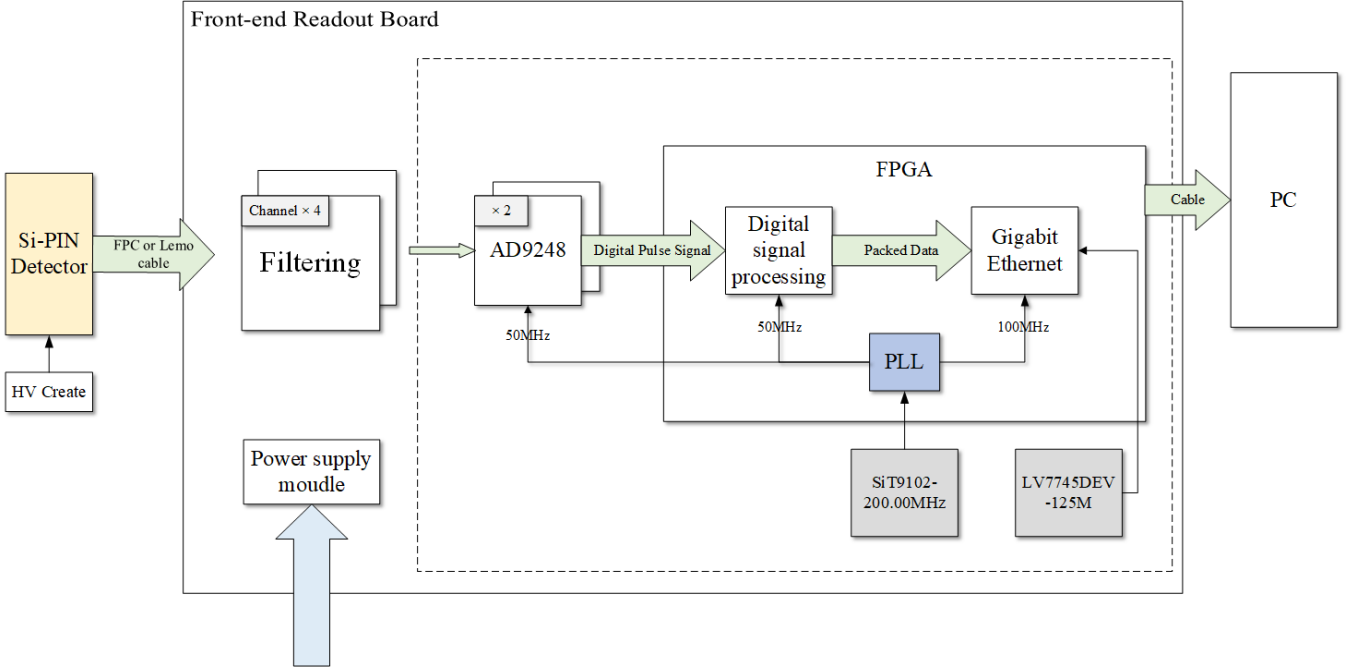 Front-end Readout Board
Si-PIN
Detector
HV Create
FPC or Lemo
cable
Channel × 4
Filtering
× 2
AD9248
Digital Pulse Signal
FPGA
Digital
signal
processing
Packed Data
Gigabit
Ethernet
Cable
PC
50MHz
50MHz
100MHz
PLL
Power supply
moudle
SiT9102-
200.00MHz
LV7745DEV
-125M